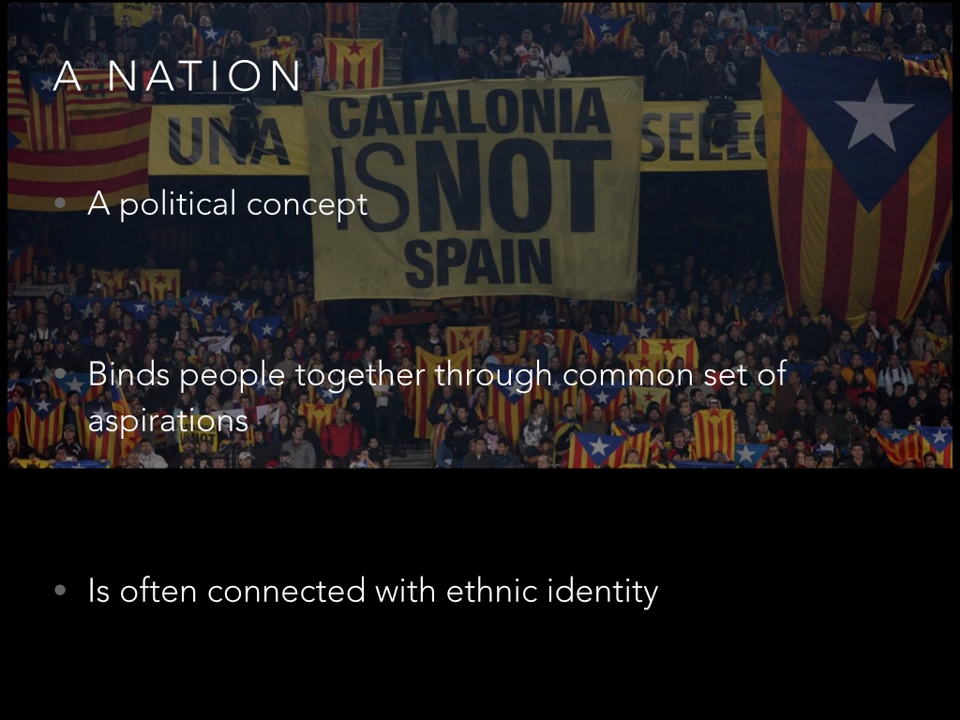 A NATION
UNA
CATALONIA
IS NOT
SPAIN
SELEC
• A political concept
• Binds people together through common set of
aspirations
• Is often connected with ethnic identity